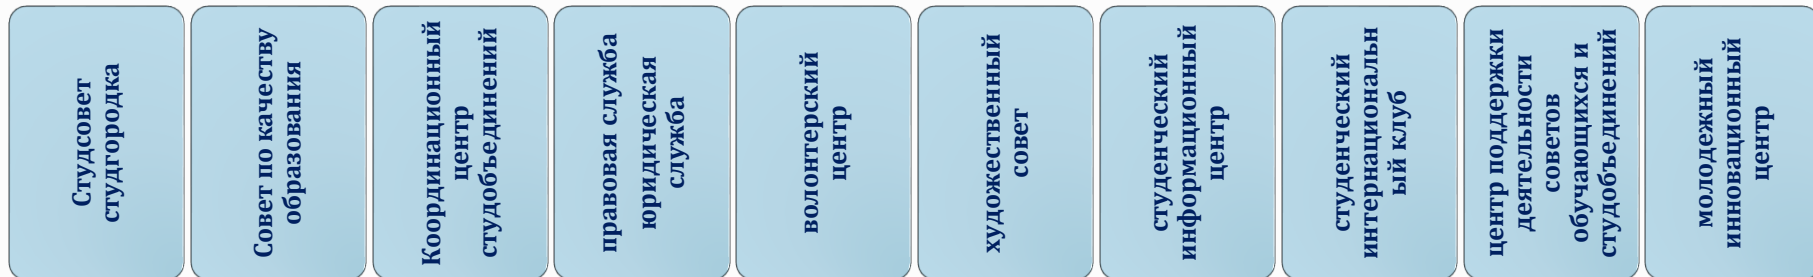 Студсовет
студгородка
Совет по качеству
образования
Координационный
центр
студобъединений
правовая служба
юридическая
служба
волонтерский
центр
художественный
совет
студенческий
информационный
центр
студенческий
интернациональн
ый клуб
центр поддержки
деятельности
советов
обучающихся и
студобъединений
молодежный
инновационный
центр